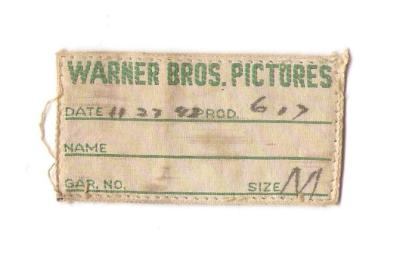 WARNER BROS. PICTURES
DATE 11 27 42 PROD. 607
NAME
GAR. NO. SIZE M